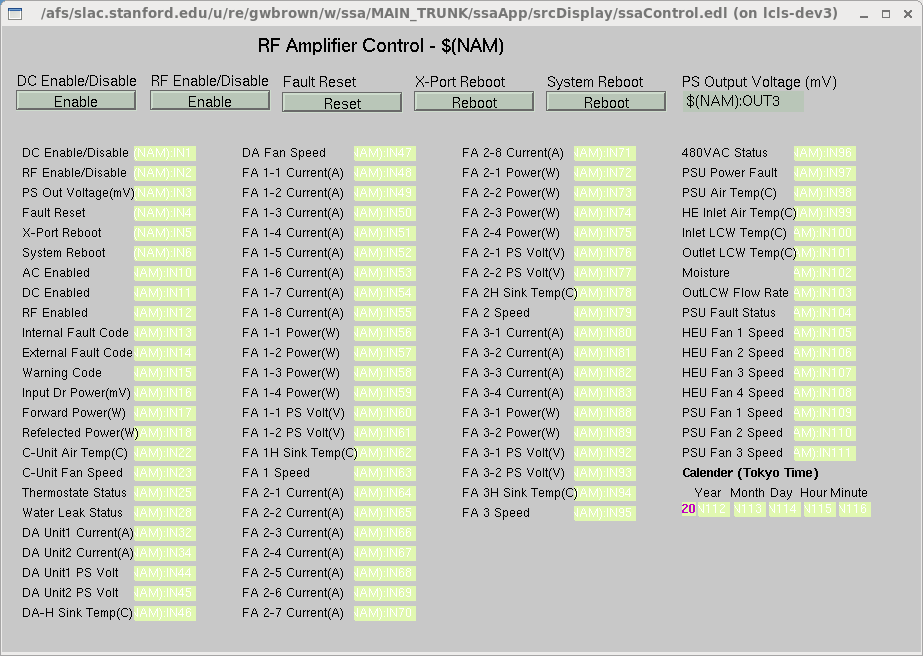 /afs/slac.stanford.edu/u/re/gwbrown/w/ssa/MAIN_TRUNK/ssaApp/srcDisplay/ssaControl.edl (on lcls-dev3)
RF Amplifier Control - $(NAM)
DC Enable/Disable RF Enable/Disable Fault Reset X-Port Reboot System Reboot PS Output Voltage (mV)
Enable Enable Reset Reboot Reboot $(NAM):OUT3
DC Enable/Disable (NAM):IN1 DA Fan Speed AM):IN47 FA 2-8 Current(A) AM):IN71 480VAC Status AM):IN96
RF Enable/Disable (NAM):IN2 FA 1-1 Current(A) AM):IN48 FA 2-1 Power(W) AM):IN72 PSU Power Fault AM):IN97
PS Out Voltage(mV) (NAM):IN3 FA 1-2 Current(A) AM):IN49 FA 2-2 Power(W) AM):IN73 PSU Air Temp(C) AM):IN98
Fault Reset (NAM):IN4 FA 1-3 Current(A) AM):IN50 FA 2-3 Power(W) AM):IN74 HE Inlet Air Temp(C) AM):IN99
X-Port Reboot (NAM):IN5 FA 1-4 Current(A) AM):IN51 FA 2-4 Power(W) AM):IN75 Inlet LCW Temp(C) AM):IN100
System Reboot (NAM):IN6 FA 1-5 Current(A) AM):IN52 FA 2-1 PS Volt(V) AM):IN76 Outlet LCW Temp(C) AM):IN101
AC Enabled AM):IN10 FA 1-6 Current(A) AM):IN53 FA 2-2 PS Volt(V) AM):IN77 Moisture AM):IN102
DC Enabled AM):IN11 FA 1-7 Current(A) AM):IN54 FA 2H Sink Temp(C) AM):IN78 OutLCW Flow Rate AM):IN103
RF Enabled AM):IN12 FA 1-8 Current(A) AM):IN55 FA 2 Speed AM):IN79 PSU Fault Status AM):IN104
Internal Fault Code AM):IN13 FA 1-1 Power(W) AM):IN56 FA 3-1 Current(A) AM):IN80 HEU Fan 1 Speed AM):IN105
External Fault Code AM):IN14 FA 1-2 Power(W) AM):IN57 FA 3-2 Current(A) AM):IN81 HEU Fan 2 Speed AM):IN106
Warning Code AM):IN15 FA 1-3 Power(W) AM):IN58 FA 3-3 Current(A) AM):IN82 HEU Fan 3 Speed AM):IN107
Input Dr Power(mV) AM):IN16 FA 1-4 Power(W) AM):IN59 FA 3-4 Current(A) AM):IN83 HEU Fan 4 Speed AM):IN108
Forward Power(W) AM):IN17 FA 1-1 PS Volt(V) AM):IN60 FA 3-1 Power(W) AM):IN88 PSU Fan 1 Speed AM):IN109
Refelected Power(W) AM):IN18 FA 1-2 PS Volt(V) AM):IN61 FA 3-2 Power(W) AM):IN89 PSU Fan 2 Speed AM):IN110
C-Unit Air Temp(C) AM):IN22 FA 1H Sink Temp(C) AM):IN62 FA 3-1 PS Volt(V) AM):IN92 PSU Fan 3 Speed AM):IN111
C-Unit Fan Speed AM):IN23 FA 1 Speed AM):IN63 FA 3-2 PS Volt(V) AM):IN93 Calender (Tokyo Time)
Thermostate Status AM):IN25 FA 2-1 Current(A) AM):IN64 FA 3H Sink Temp(C) AM):IN94 Year Month Day Hour Minute
Water Leak Status AM):IN28 FA 2-2 Current(A) AM):IN65 FA 3 Speed AM):IN95 20 N112 N113 N114 N115 N116
DA Unit1 Current(A) AM):IN32 FA 2-3 Current(A) AM):IN66
DA Unit2 Current(A) AM):IN34 FA 2-4 Current(A) AM):IN67
DA Unit1 PS Volt AM):IN44 FA 2-5 Current(A) AM):IN68
DA Unit2 PS Volt AM):IN45 FA 2-6 Current(A) AM):IN69
DA-H Sink Temp(C) AM):IN46 FA 2-7 Current(A) AM):IN70